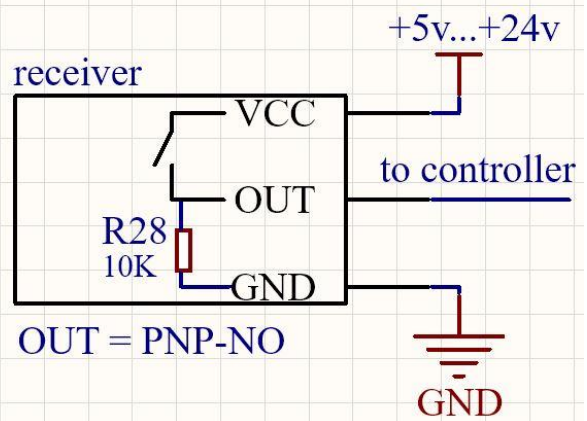 +5v...+24v
receiver
VCC
to controller
OUT
R28
10K
GND
OUT = PNP-NO
GND